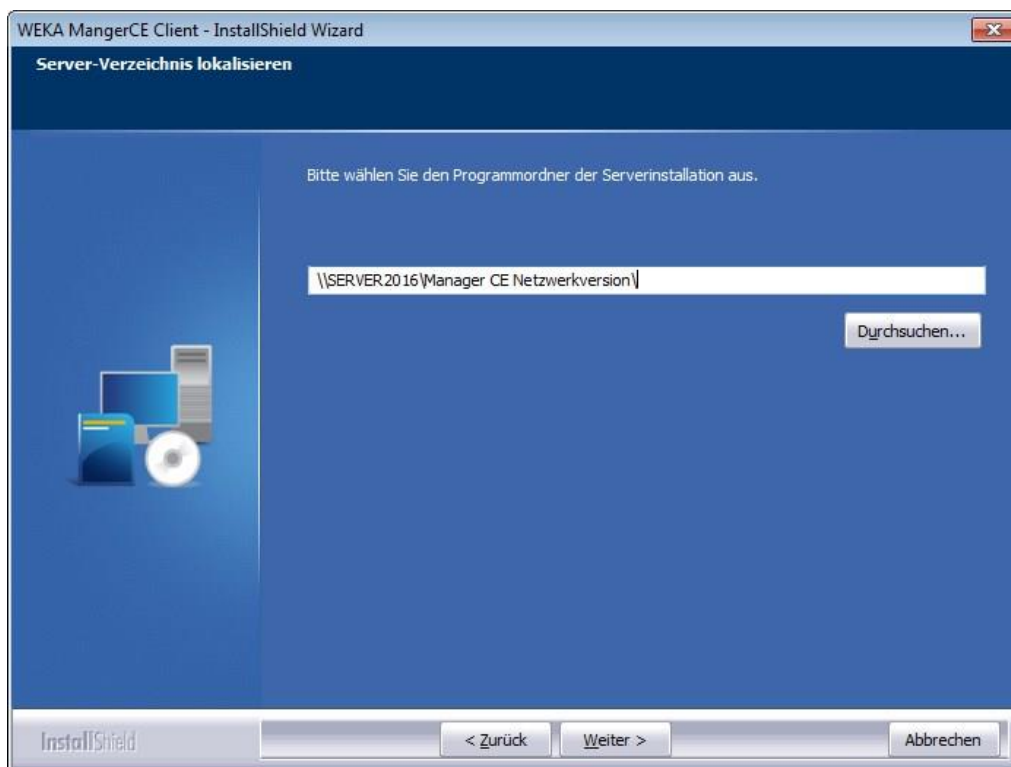 WEKA MangerCE Client - InstallShield Wizard
Server-Verzeichnis lokalisieren
Bitte wählen Sie den Programmordner der Serverinstallation aus.
\\SERVER2016\Manager CE Netzwerkversion\
Durchsuchen...
InstallShield
< Zurück
Weiter >
Abbrechen